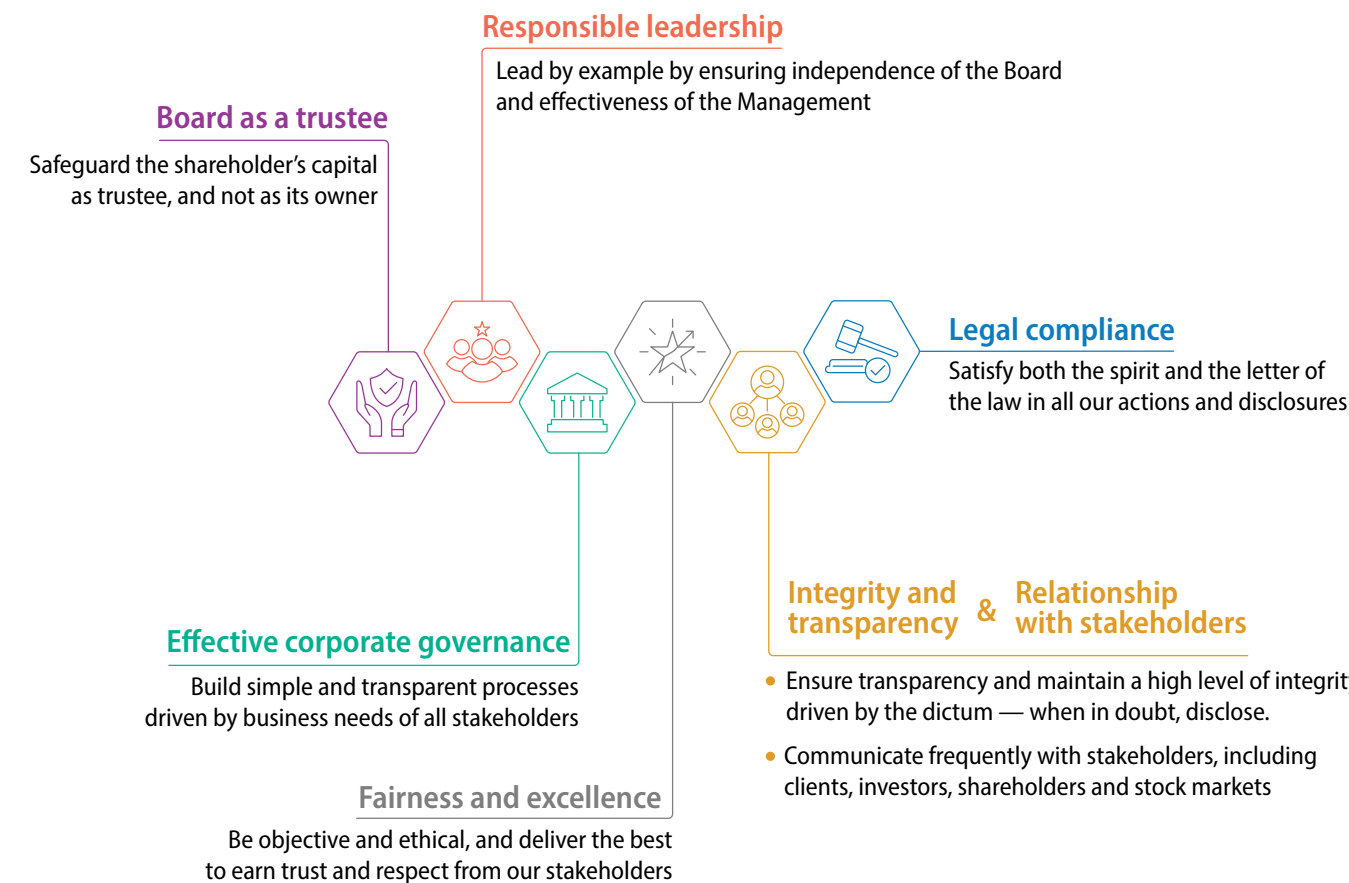 Responsible leadership
Lead by example by ensuring independence of the Board
and effectiveness of the Management
Board as a trustee
Safeguard the shareholder’s capital
as trustee, and not as its owner
Legal compliance
Satisfy both the spirit and the letter of
the law in all our actions and disclosures
Effective corporate governance
Build simple and transparent processes
driven by business needs of all stakeholders
Fairness and excellence
Be objective and ethical, and deliver the best
to earn trust and respect from our stakeholders
Integrity and
transparency
&
Relationship
with stakeholders
• Ensure transparency and maintain a high level of integrit
driven by the dictum — when in doubt, disclose.
• Communicate frequently with stakeholders, including
clients, investors, shareholders and stock markets